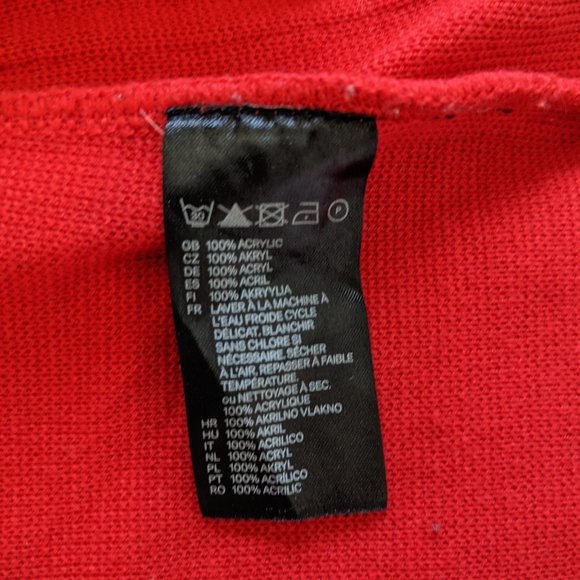 30 P
GB 100% ACRYLIC
CZ 100% AKRYL
DE 100% ACRYL
ES 100% ACRIL
FI 100% AKRYYLIA
FR LAVER À LA MACHINE À
L'EAU FROIDE CYCLE
DÉLICAT, BLANCHIR
SANS CHLORE SI
NÉCESSAIRE, SÉCHER
À L'AIR, REPASSER À FAIBLE
TEMPÉRATURE
ou NETTOYAGE À SEC.
100% ACRYLIQUE
HR 100% AKRILNO VLAKNO
HU 100% AKRIL
IT 100% ACRILICO
NL 100% ACRYL
PL 100% AKRYL
PT 100% ACRÍLICO
RO 100% ACRILIC